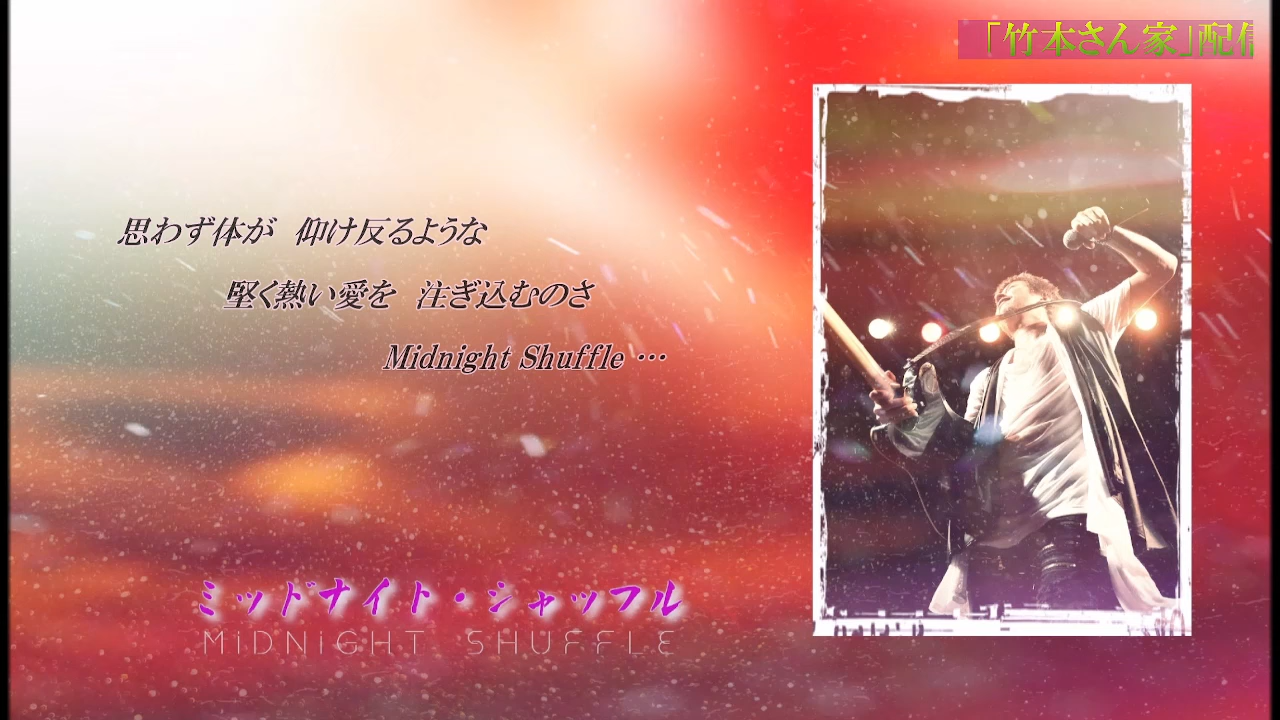 「竹本さん家」配信
思わず体が 仰け反るような
堅く熱い愛を 注ぎ込むのさ
Midnight Shuffle …
ミッドナイト・シャッフル
MiDNiGHT SHUFFLE